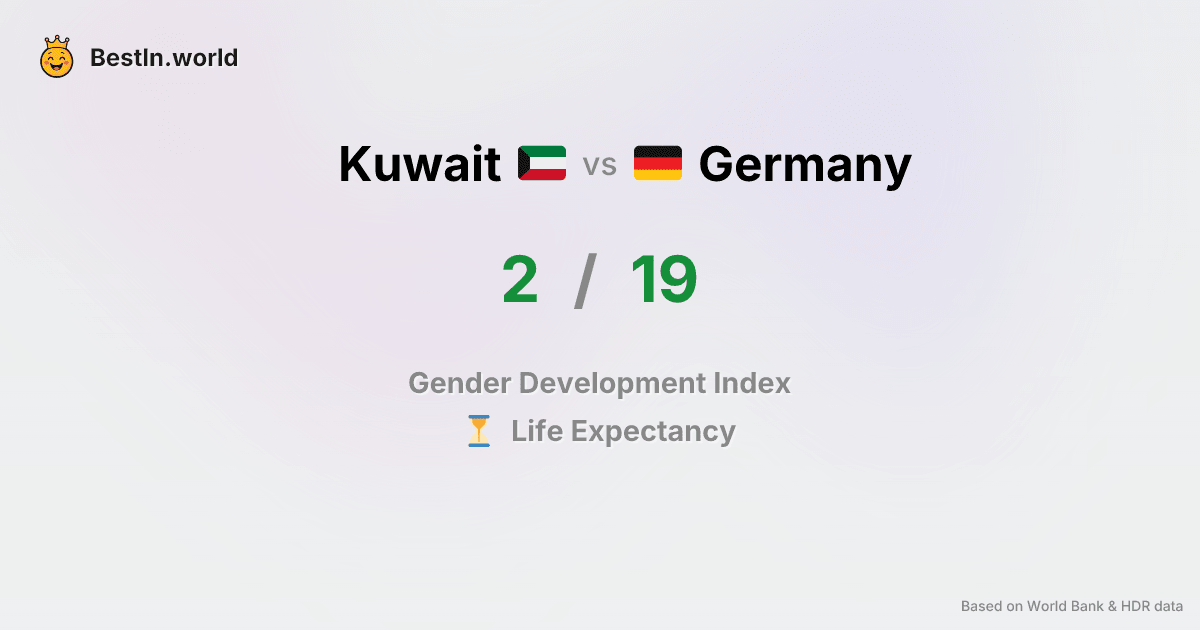 BestIn.world
Kuwait vs Germany
2 / 19
Gender Development Index
Life Expectancy
Based on World Bank & HDR data